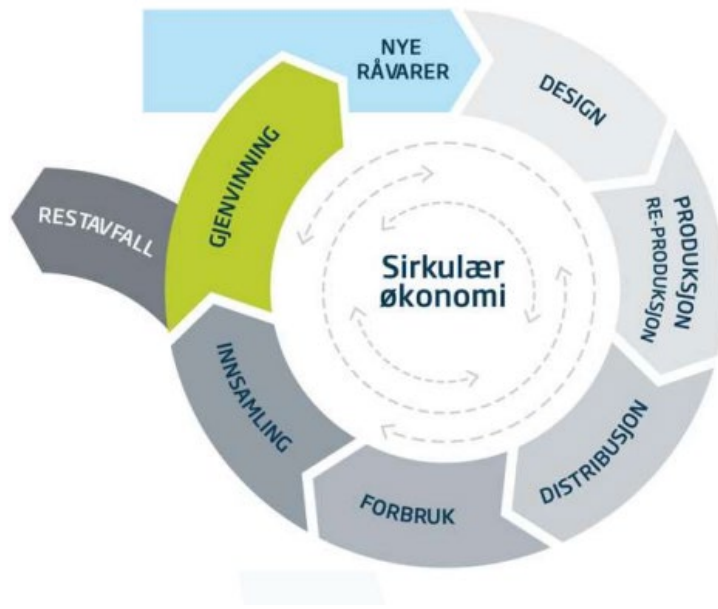 NYE
RÅVARER
DESIGN
PRODUKSJON
RE-PRODUKSJON
DISTRIBUSJON
FORBRUK
INNSAMLING
GJENVINNING
RESTAVFALL
Sirkulær
økonomi